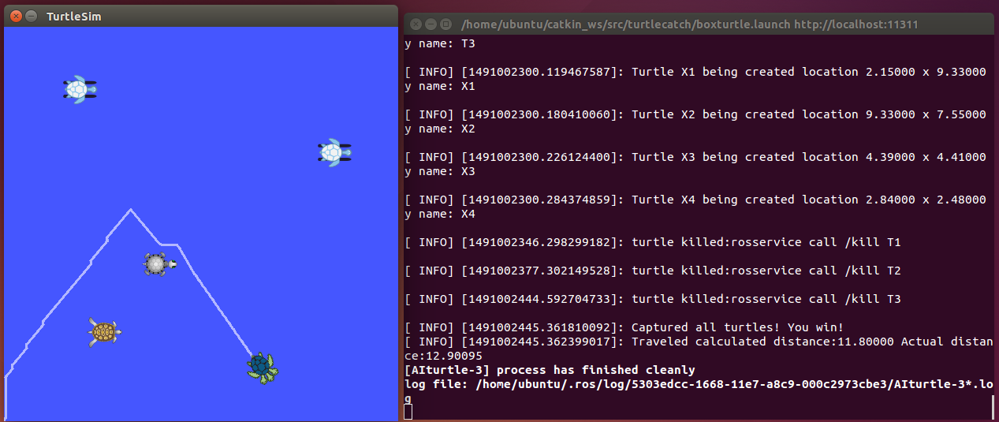 TurtleSim
/home/ubuntu/catkin_ws/src/turtlecatch/boxturtle.launch http://localhost:11311
y name: T3
[ INFO] [1491002300.119467587]: Turtle X1 being created location 2.15000 x 9.33000
y name: X1
[ INFO] [1491002300.180410060]: Turtle X2 being created location 9.33000 x 7.55000
y name: X2
[ INFO] [1491002300.226124400]: Turtle X3 being created location 4.39000 x 4.41000
y name: X3
[ INFO] [1491002300.284374859]: Turtle X4 being created location 2.84000 x 2.48000
y name: X4
[ INFO] [1491002346.298299182]: turtle killed:rosservice call /kill T1
[ INFO] [1491002377.302149528]: turtle killed:rosservice call /kill T2
[ INFO] [1491002444.592704733]: turtle killed:rosservice call /kill T3
[ INFO] [1491002445.361810092]: Captured all turtles! You win!
[ INFO] [1491002445.362399017]: Traveled calculated distance:11.80000 Actual distan
ce:12.90095
[AIturtle-3] process has finished cleanly
log file: /home/ubuntu/.ros/log/5303edcc-1668-11e7-a8c9-000c2973cbe3/AIturtle-3*.lo
g